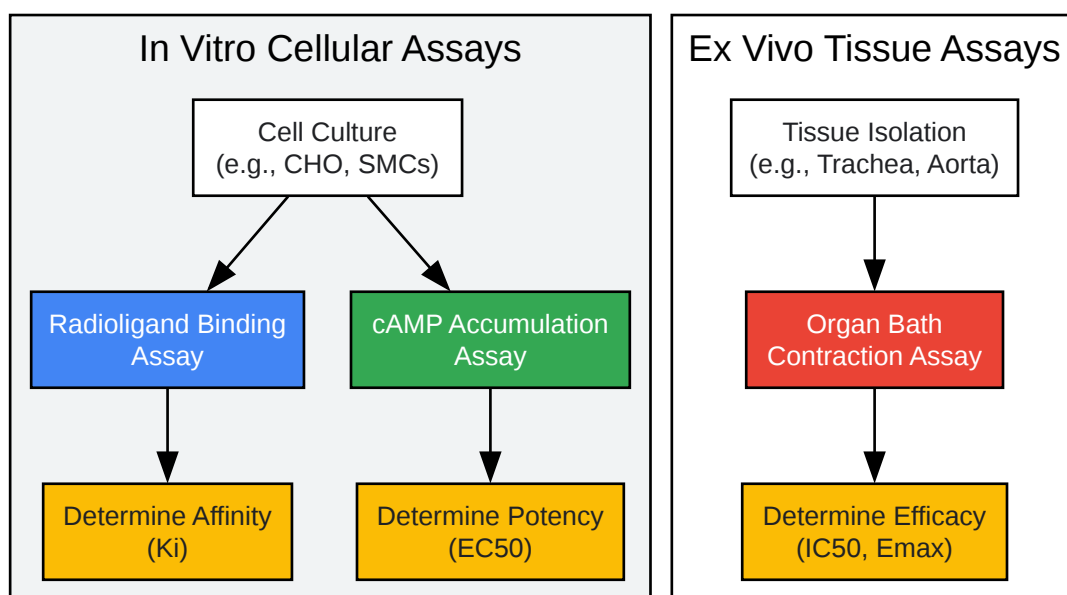 In Vitro Cellular Assays
Cell Culture
(e.g., CHO, SMCs)
Radioligand Binding
Assay
cAMP Accumulation
Assay
Determine Affinity
(Ki)
Determine Potency
(EC50)
Ex Vivo Tissue Assays
Tissue Isolation
(e.g., Trachea, Aorta)
Organ Bath
Contraction Assay
Determine Efficacy
(IC50, Emax)